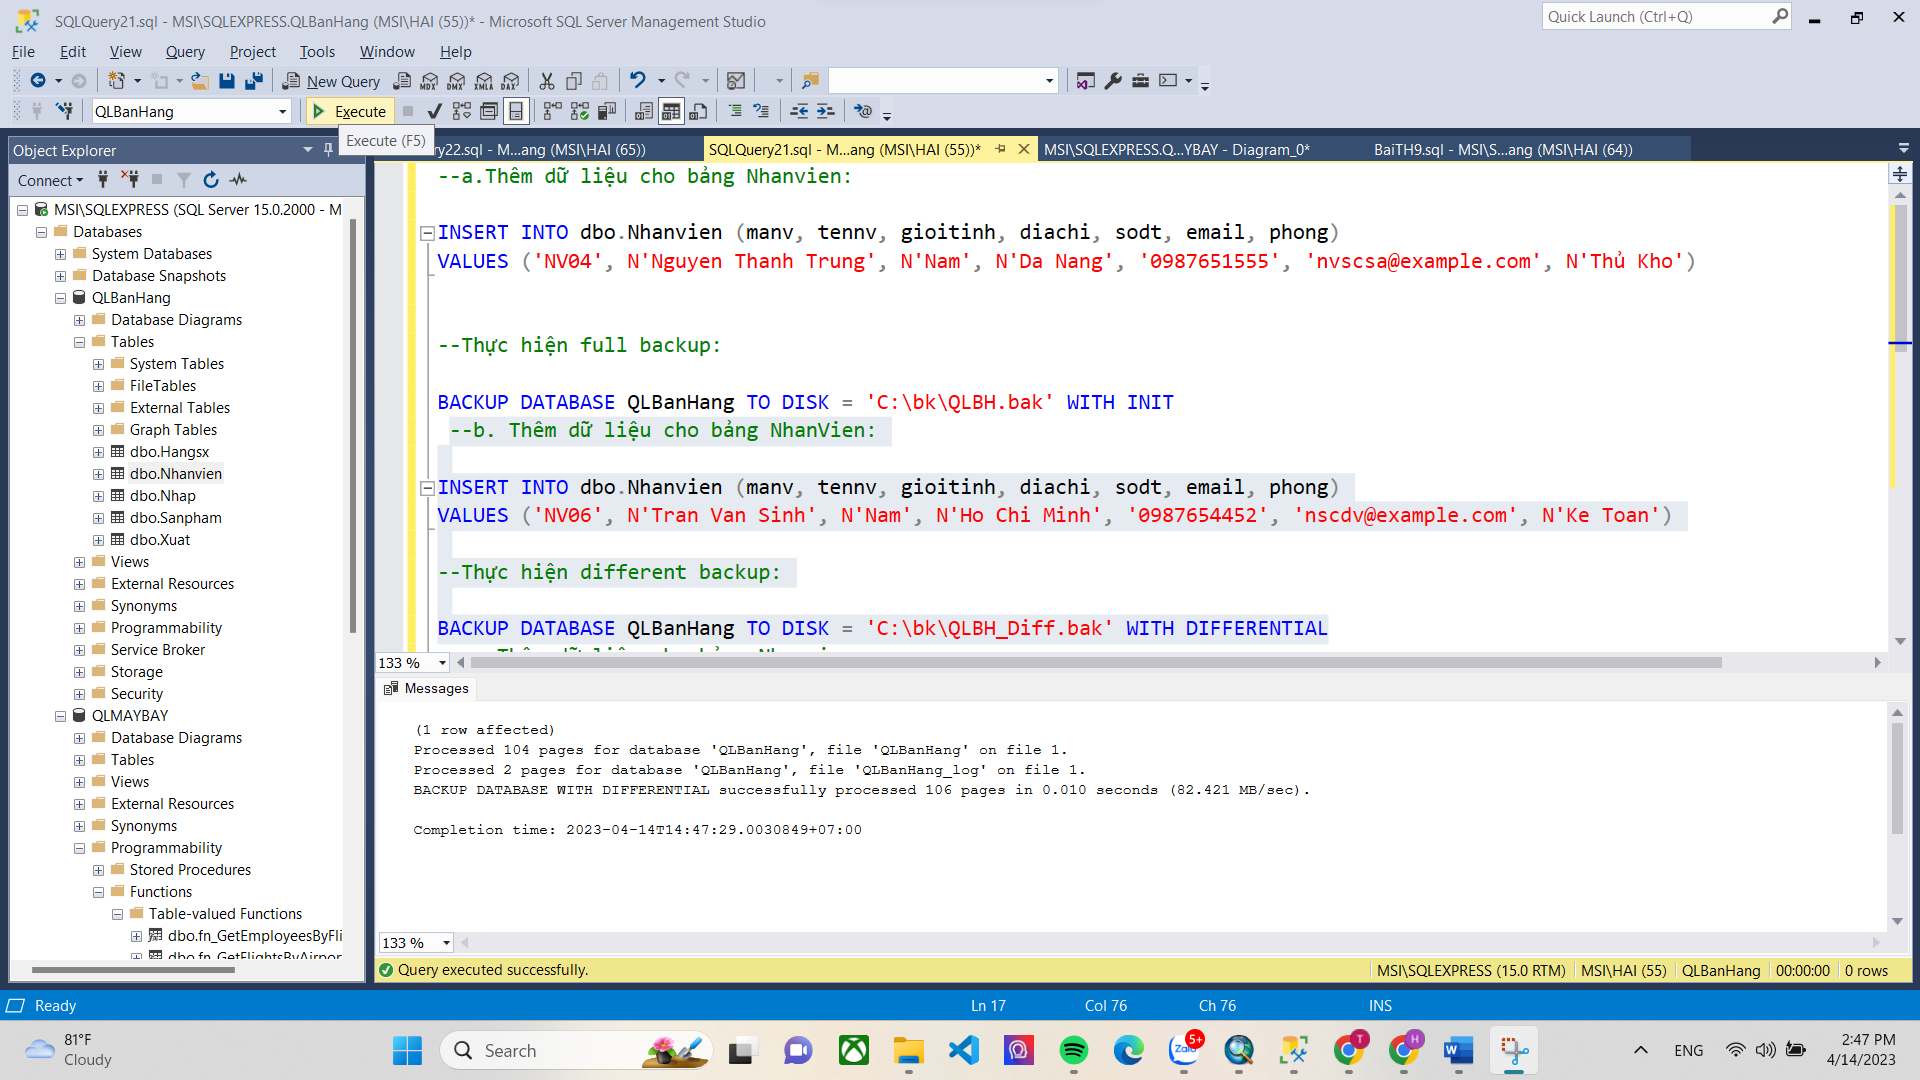 SQLQuery21.sql - MSI\SQLEXPRESS.QLBanHang (MSI\HAI (55))* - Microsoft SQL Server Management Studio
Quick Launch (Ctrl+Q)
File Edit View Query Project Tools Window Help
New Query
MDX DMX XMLA DAX
QLBanHang
Execute
Execute (F5)
Object Explorer
ry22.sql - M...ang (MSI\HAI (65))
SQLQuery21.sql - M...ang (MSI\HAI (55))*
MSI\SQLEXPRESS.Q...YBAY - Diagram_0*
BaiTH9.sql - MSI\S...ang (MSI\HAI (64))
Connect
MSI\SQLEXPRESS (SQL Server 15.0.2000 - M
Databases
System Databases
Database Snapshots
QLBanHang
Database Diagrams
Tables
System Tables
FileTables
External Tables
Graph Tables
dbo.Hangsx
dbo.Nhanvien
dbo.Nhap
dbo.Sanpham
dbo.Xuat
Views
External Resources
Synonyms
Programmability
Service Broker
Storage
Security
QLMAYBAY
Database Diagrams
Tables
Views
External Resources
Synonyms
Programmability
Stored Procedures
Functions
Table-valued Functions
dbo.fn_GetEmployeesByFli
dbo.fn_GetFlightsByAirpor
--a.Thêm dữ liệu cho bảng Nhanvien:
INSERT INTO dbo.Nhanvien (manv, tennv, gioitinh, diachi, sodt, email, phong)
VALUES ('NV04', N'Nguyen Thanh Trung', N'Nam', N'Da Nang', '0987651555', 'nvscsa@example.com', N'Thủ Kho')
--Thực hiện full backup:
BACKUP DATABASE QLBanHang TO DISK = 'C:\bk\QLBH.bak' WITH INIT
--b. Thêm dữ liệu cho bảng NhanVien:
INSERT INTO dbo.Nhanvien (manv, tennv, gioitinh, diachi, sodt, email, phong)
VALUES ('NV06', N'Tran Van Sinh', N'Nam', N'Ho Chi Minh', '0987654452', 'nscdv@example.com', N'Ke Toan')
--Thực hiện different backup:
BACKUP DATABASE QLBanHang TO DISK = 'C:\bk\QLBH_Diff.bak' WITH DIFFERENTIAL
133 %
Messages
(1 row affected)
Processed 104 pages for database 'QLBanHang', file 'QLBanHang' on file 1.
Processed 2 pages for database 'QLBanHang', file 'QLBanHang_log' on file 1.
BACKUP DATABASE WITH DIFFERENTIAL successfully processed 106 pages in 0.010 seconds (82.421 MB/sec).
Completion time: 2023-04-14T14:47:29.0030849+07:00
133 %
Query executed successfully.
MSI\SQLEXPRESS (15.0 RTM) MSI\HAI (55) QLBanHang 00:00:00 0 rows
Ready
Ln 17 Col 76 Ch 76 INS
81°F
Cloudy
Search
Zalo
5+
T
H
W
ENG
2:47 PM
4/14/2023